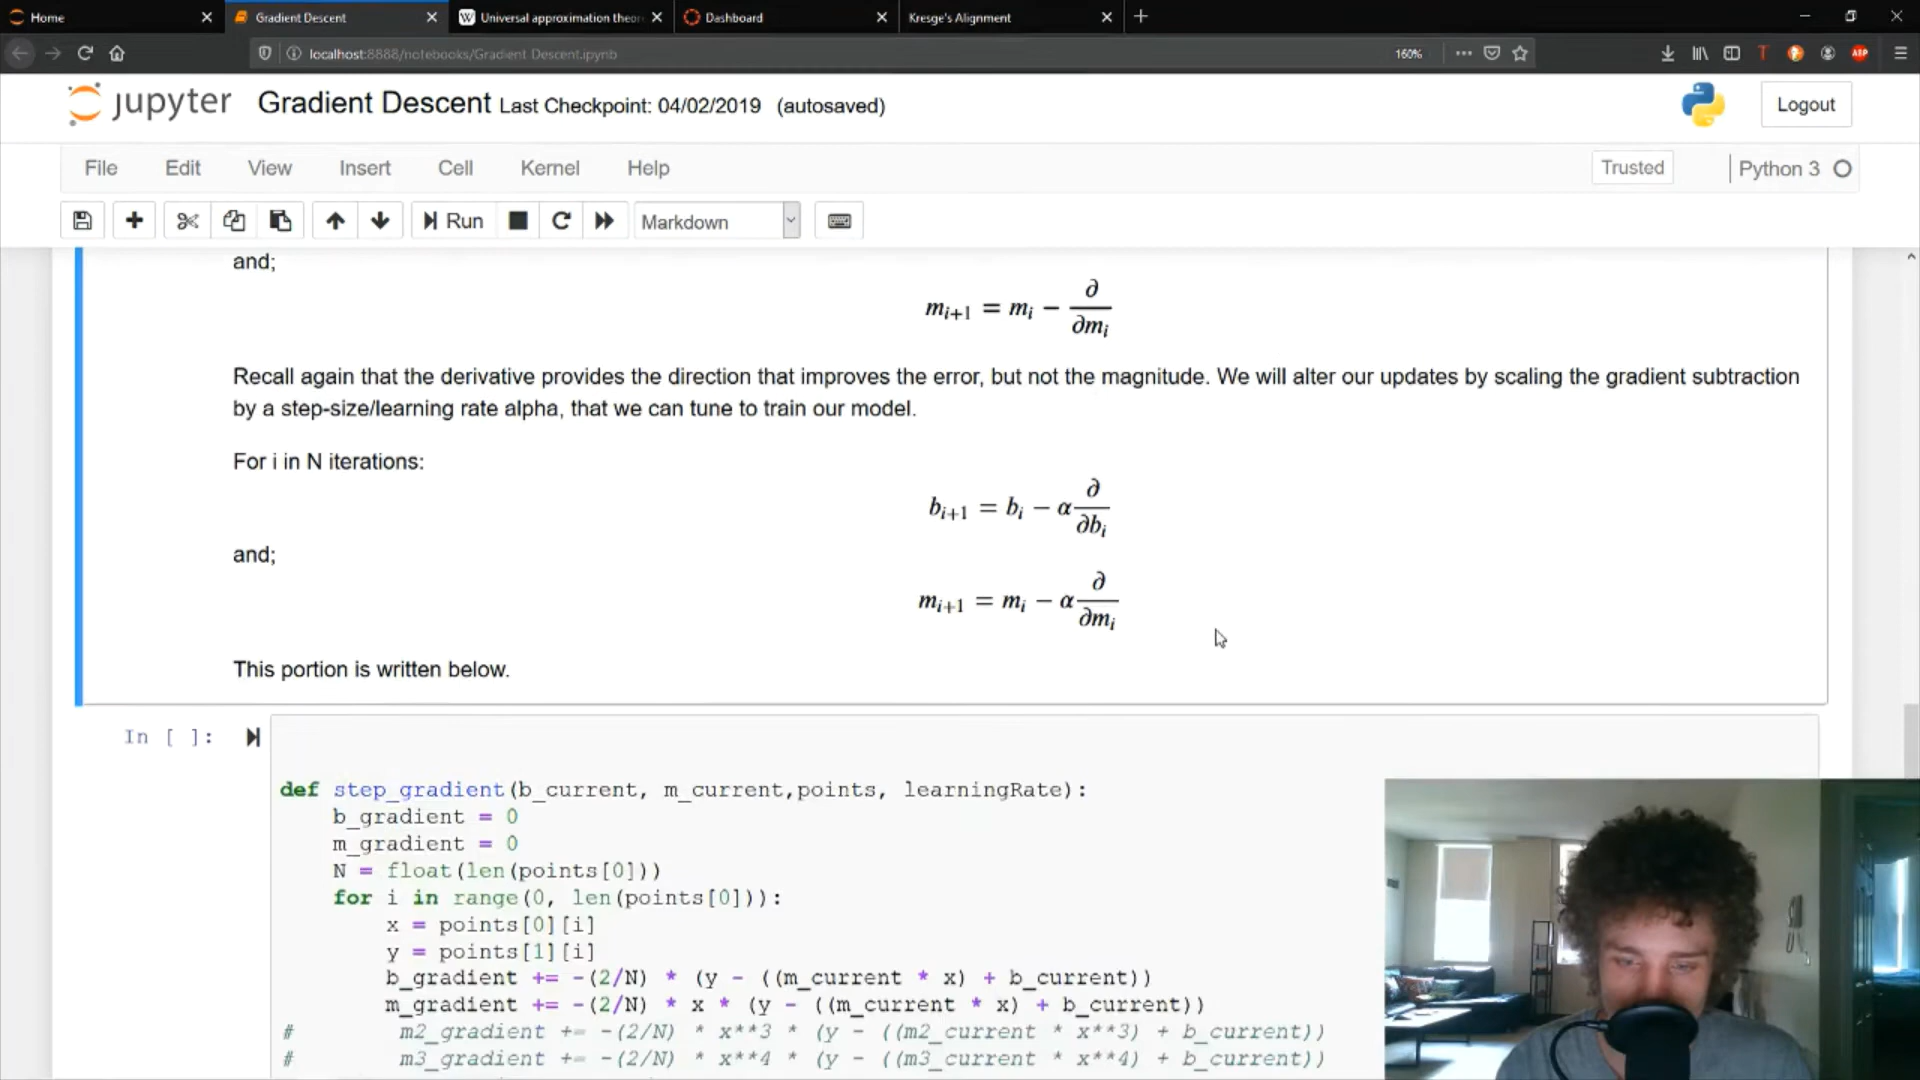 Home
Gradient Descent
Universal approximation theor
Dashboard
Kresge's Alignment
localhost:8888/notebooks/Gradient Descent.ipynb
160%
ABP
jupyter Gradient Descent Last Checkpoint: 04/02/2019 (autosaved)
Logout
File Edit View Insert Cell Kernel Help
Trusted
Python 3
Run
Markdown
and;
m_{i+1} = m_i − ∂/∂m_i
Recall again that the derivative provides the direction that improves the error, but not the magnitude. We will alter our updates by scaling the gradient subtraction
by a step-size/learning rate alpha, that we can tune to train our model.
For i in N iterations:
b_{i+1} = b_i − α ∂/∂b_i
and;
m_{i+1} = m_i − α ∂/∂m_i
This portion is written below.
In [ ]:
def step_gradient(b_current, m_current,points, learningRate):
b_gradient = 0
m_gradient = 0
N = float(len(points[0]))
for i in range(0, len(points[0])):
x = points[0][i]
y = points[1][i]
b_gradient += -(2/N) * (y - ((m_current * x) + b_current))
m_gradient += -(2/N) * x * (y - ((m_current * x) + b_current))
# m2_gradient += -(2/N) * x**3 * (y - ((m2_current * x**3) + b_current))
# m3_gradient += -(2/N) * x**4 * (y - ((m3_current * x**4) + b_current))